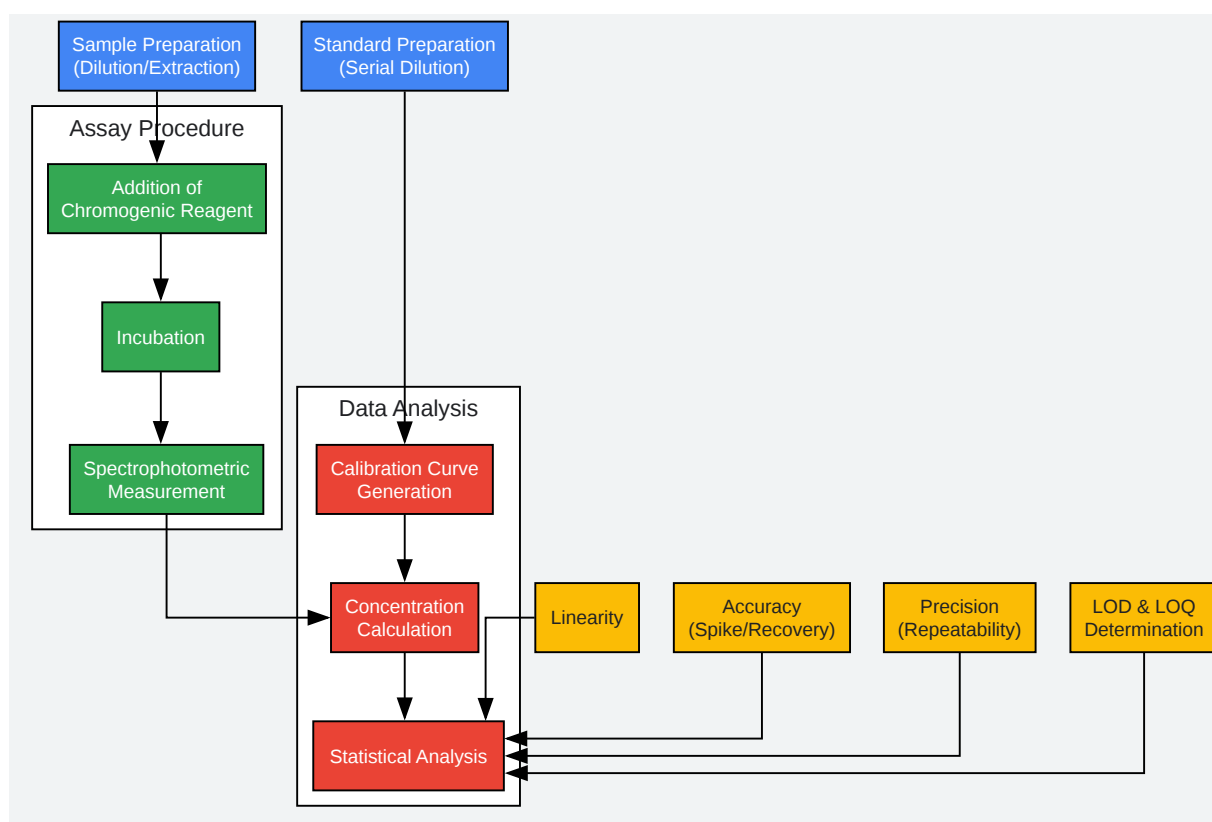 Sample Preparation
(Dilution/Extraction)
Standard Preparation
(Serial Dilution)
Assay Procedure
Addition of
Chromogenic Reagent
Incubation
Spectrophotometric
Measurement
Data Analysis
Calibration Curve
Generation
Concentration
Calculation
Statistical Analysis
Linearity
Accuracy
(Spike/Recovery)
Precision
(Repeatability)
LOD & LOQ
Determination